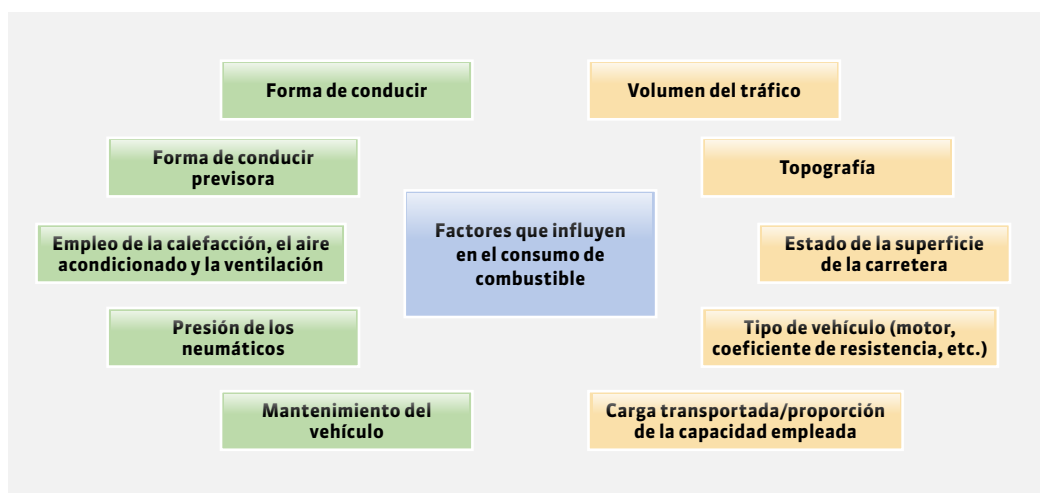 Forma de conducir
Volumen del tráfico
Forma de conducir
previsora
Topografía
Factores que influyen
en el consumo de
combustible
Empleo de la calefacción, el aire
acondicionado y la ventilación
Estado de la superficie
de la carretera
Presión de los
neumáticos
Tipo de vehículo (motor,
coeficiente de resistencia, etc.)
Mantenimiento del
vehículo
Carga transportada/proporción
de la capacidad empleada